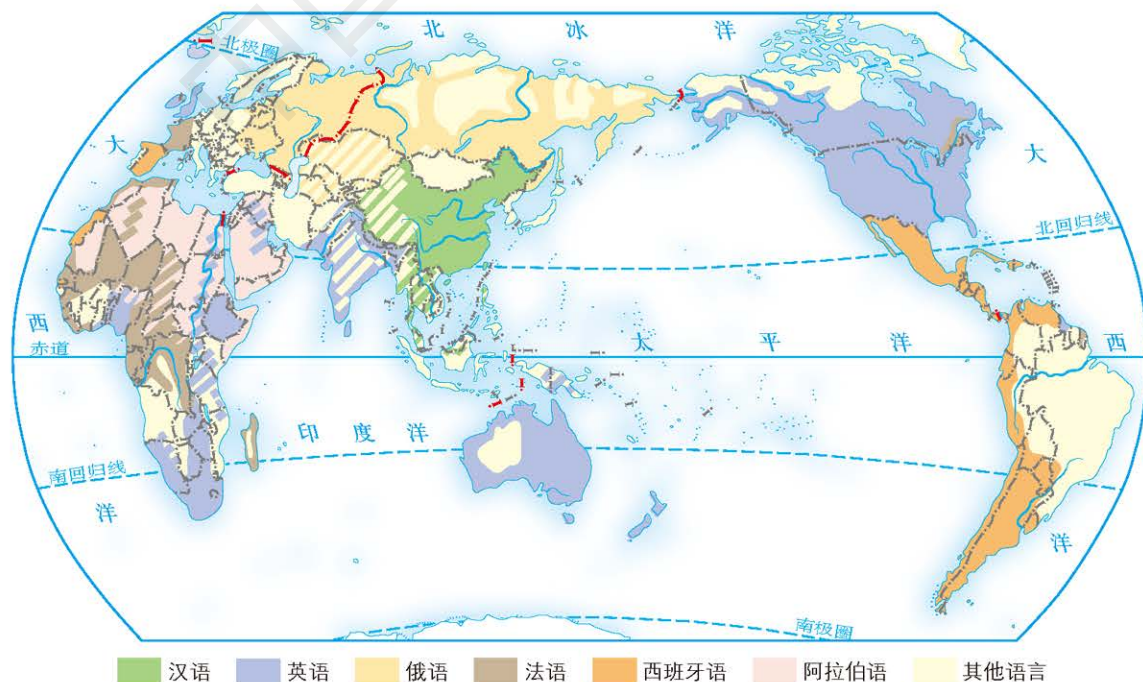 北冰洋
北极圈
大
大
北回归线
西
赤道
太平洋
西
印度洋
南回归线
洋
洋
南极圈
汉语 英语 俄语 法语 西班牙语 阿拉伯语 其他语言